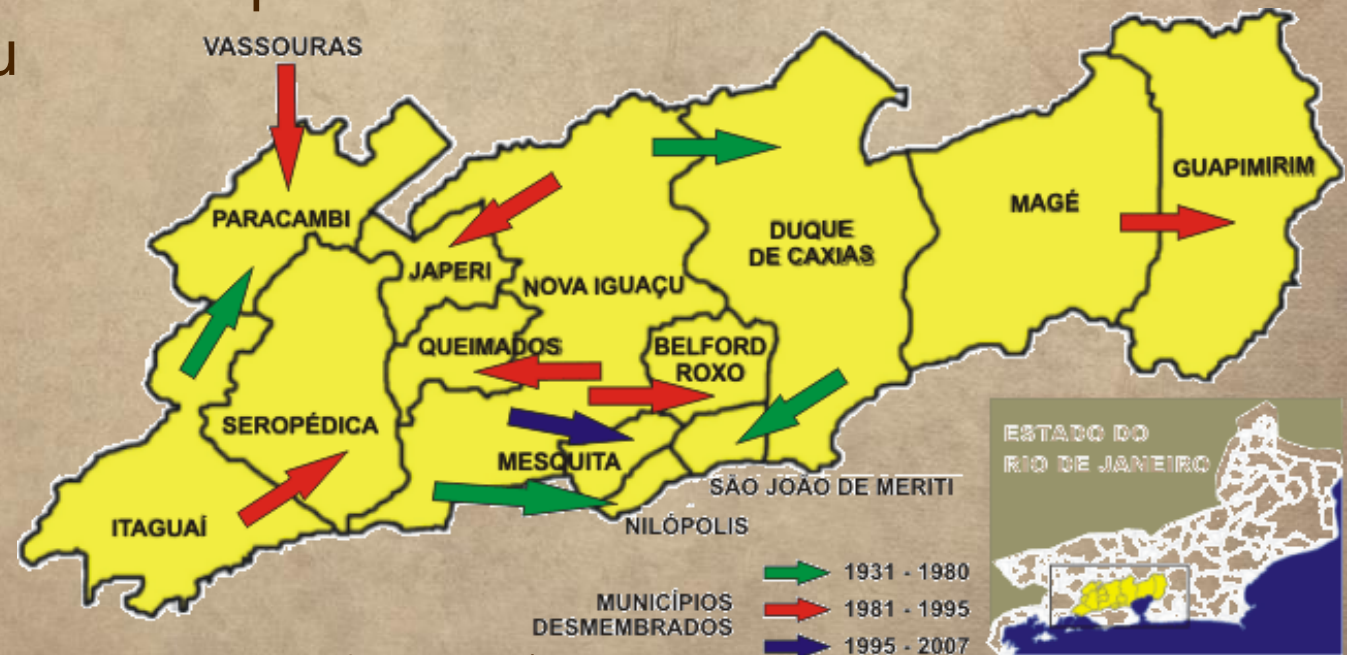 u
VASSOURAS
PARACAMBI
JAPERI
NOVA IGUAÇU
DUQUE
DE CAXIAS
MAGÉ
GUAPIMIRIM
QUEIMADOS
BELFORD
ROXO
SEROPÉDICA
MESQUITA
ITAGUAÍ
SÃO JOÃO DE MERITI
NILÓPOLIS
MUNICÍPIOS
DESMEMBRADOS
1931 - 1980
1981 - 1995
1995 - 2007
ESTADO DO
RIO DE JANEIRO